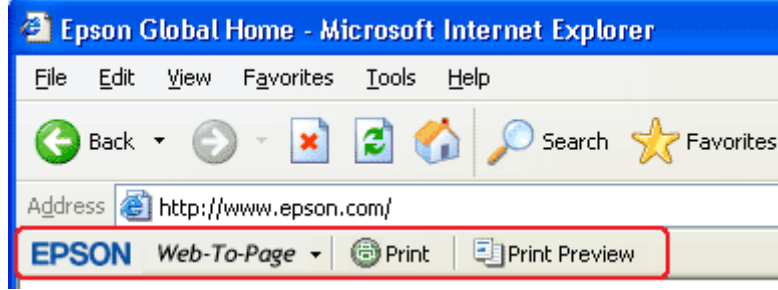 Epson Global Home - Microsoft Internet Explorer
File Edit View Favorites Tools Help
Back Search Favorites
Address http://www.epson.com/
EPSON Web-To-Page Print Print Preview